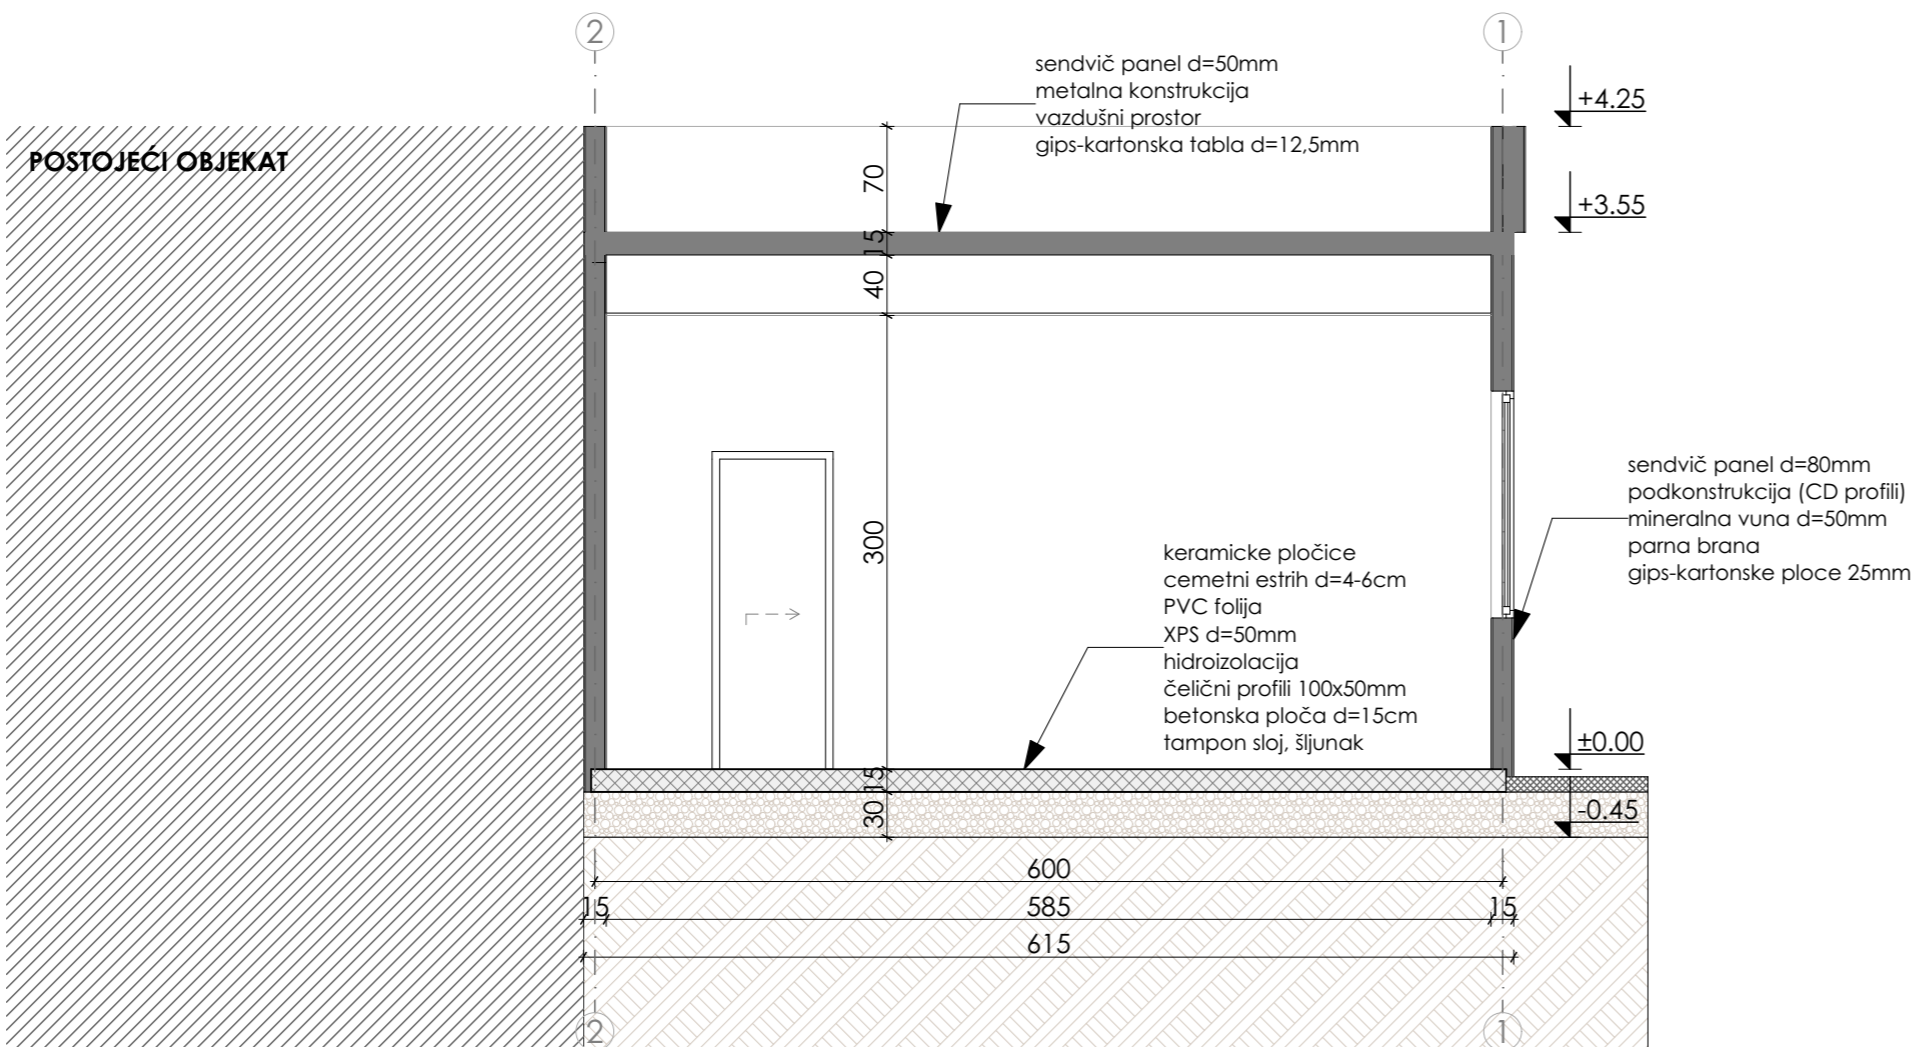 2
1
sendvič panel d=50mm
metalna konstrukcija
vazdušni prostor
gips-kartonska tabla d=12,5mm
+4.25
POSTOJEĆI OBJEKAT
70
+3.55
15
40
300
sendvič panel d=80mm
podkonstrukcija (CD profili)
mineralna vuna d=50mm
parna brana
gips-kartonske ploce 25mm
keramicke pločice
cemetni estrih d=4-6cm
PVC folija
XPS d=50mm
hidroizolacija
čelični profili 100x50mm
betonska ploča d=15cm
tampon sloj, šljunak
±0.00
15
30
-0.45
600
15
585
15
615
2
1